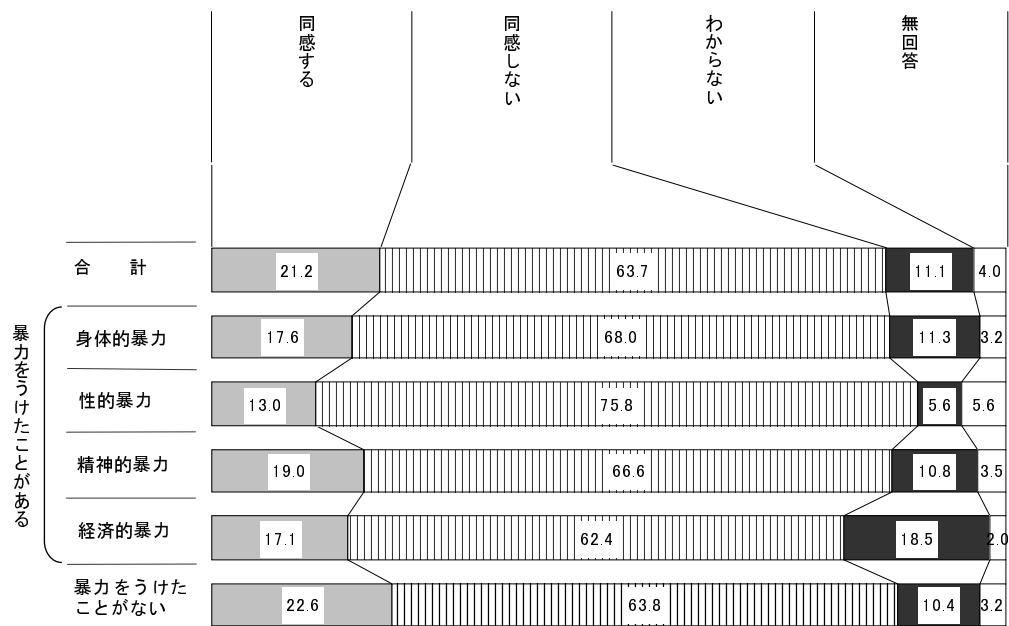 同感する
同感しない
わからない
無回答
合　計
21.2
63.7
11.1
4.0
暴力をうけたことがある
身体的暴力
17.6
68.0
11.3
3.2
性的暴力
13.0
75.8
5.6
5.6
精神的暴力
19.0
66.6
10.8
3.5
経済的暴力
17.1
62.4
18.5
2.0
暴力をうけた
ことがない
22.6
63.8
10.4
3.2